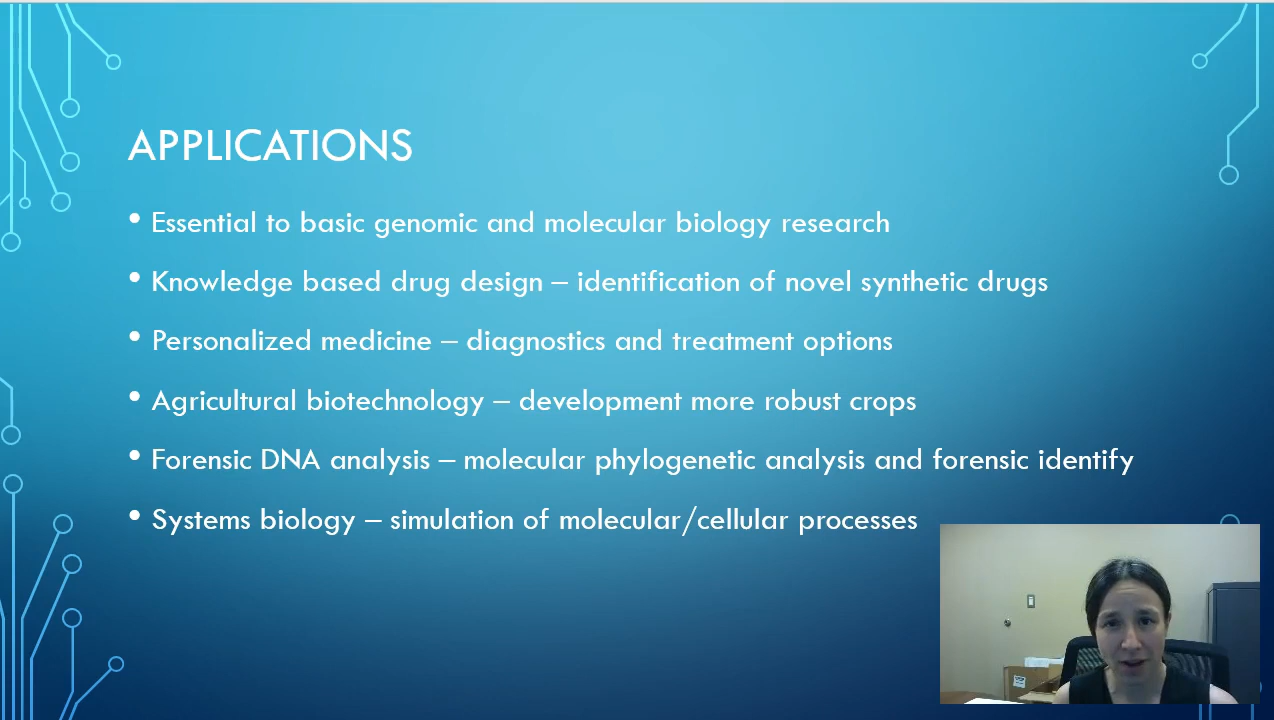 APPLICATIONS
• Essential to basic genomic and molecular biology research
• Knowledge based drug design – identification of novel synthetic drugs
• Personalized medicine – diagnostics and treatment options
• Agricultural biotechnology – development more robust crops
• Forensic DNA analysis – molecular phylogenetic analysis and forensic identify
• Systems biology – simulation of molecular/cellular processes